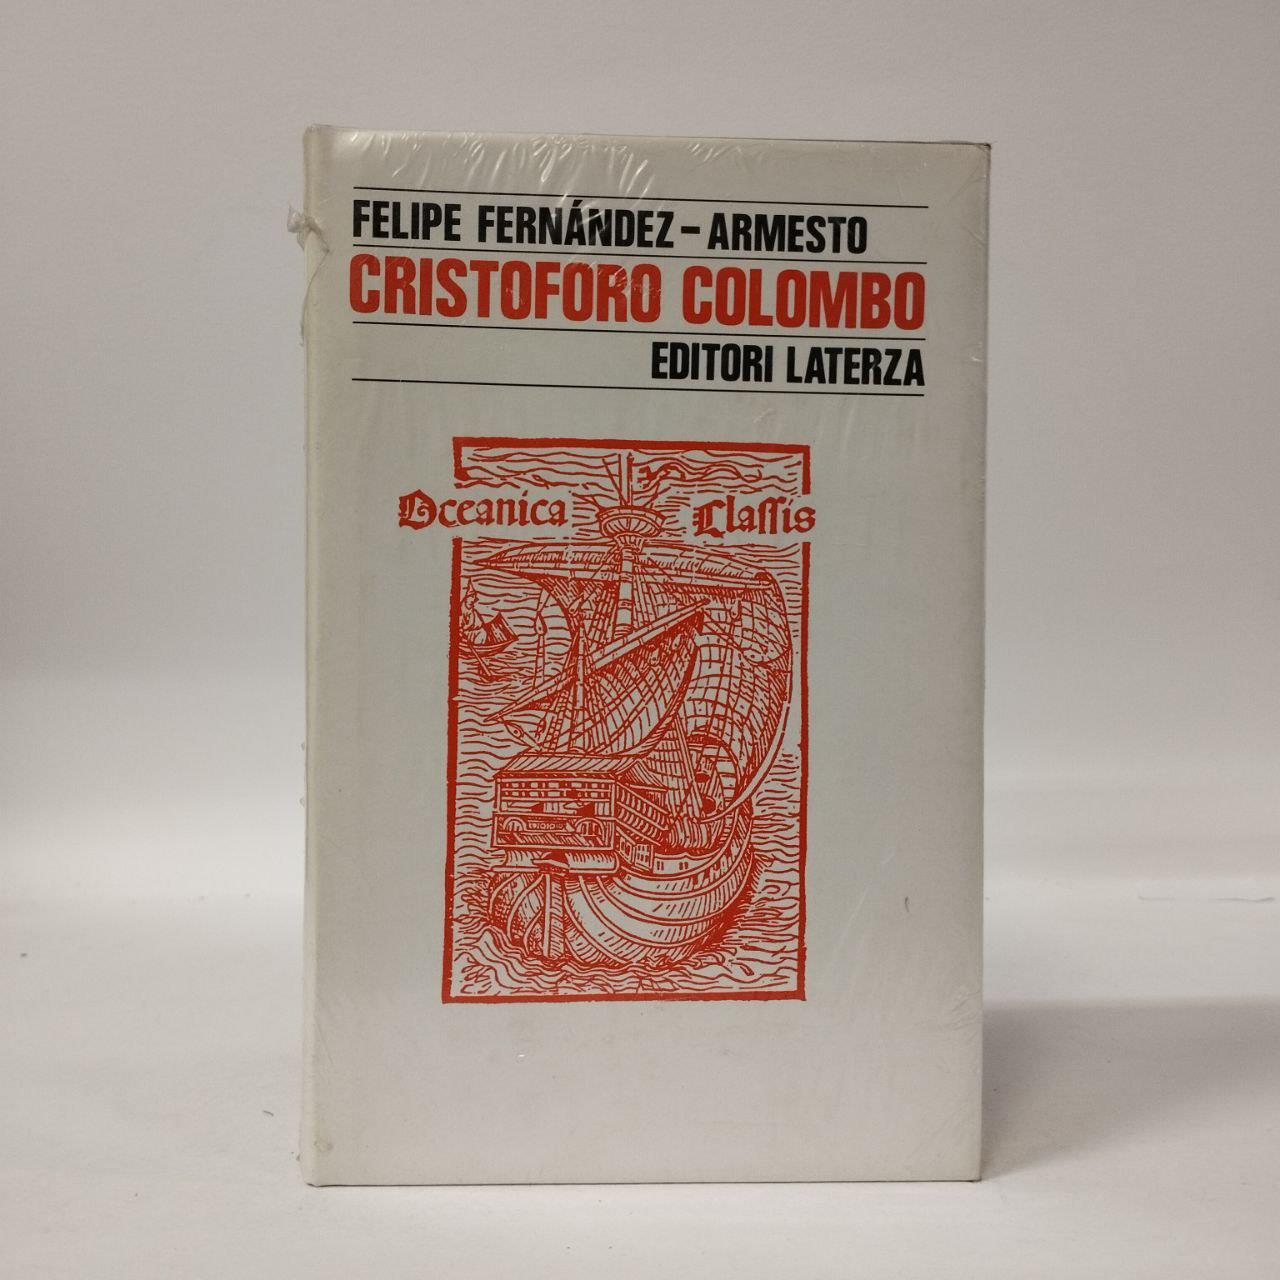 FELIPE FERNÁNDEZ-ARMESTO
CRISTOFORO COLOMBO
EDITORI LATERZA
Oceanica Classis